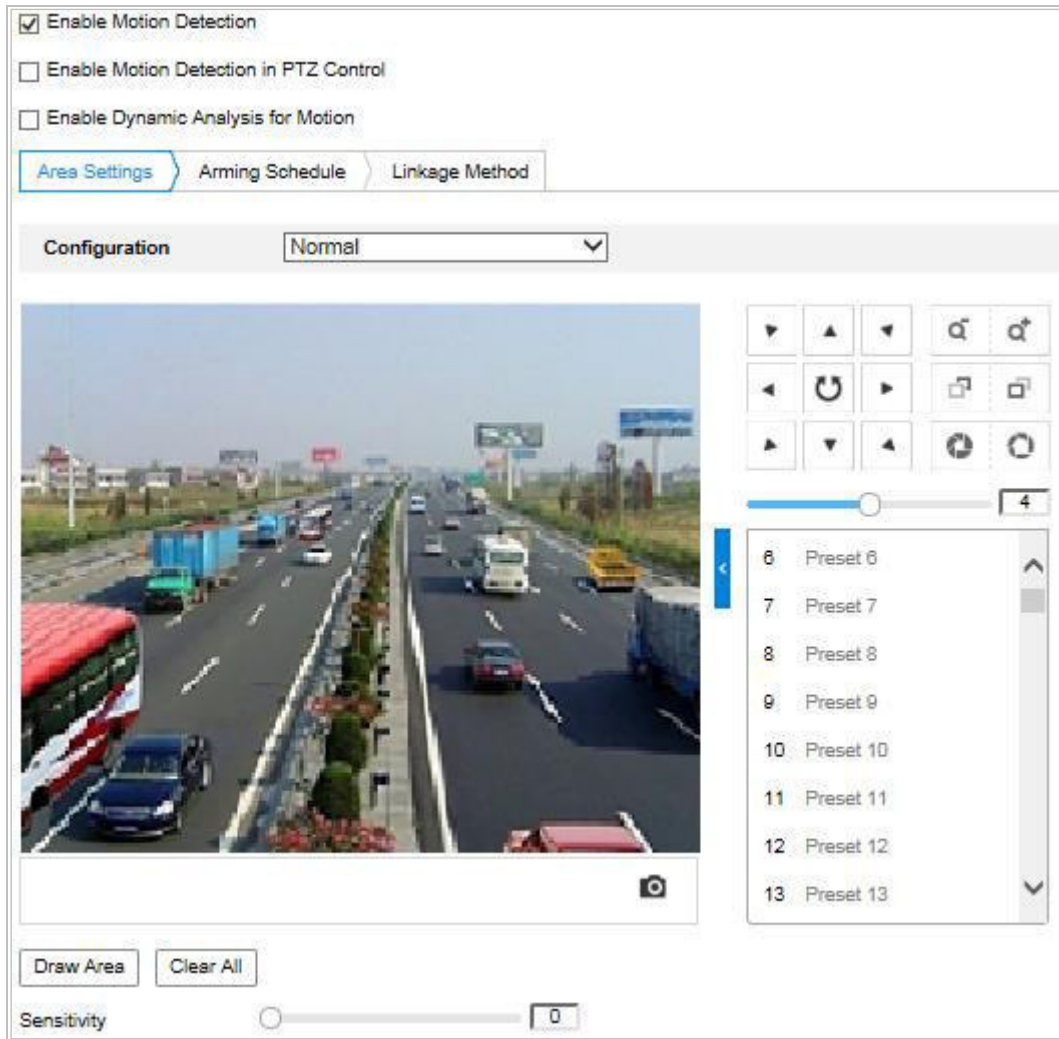 Enable Motion Detection
Enable Motion Detection in PTZ Control
Enable Dynamic Analysis for Motion
Area Settings Arming Schedule Linkage Method
Configuration Normal
4
6 Preset 6
7 Preset 7
8 Preset 8
9 Preset 9
10 Preset 10
11 Preset 11
12 Preset 12
13 Preset 13
Draw Area Clear All
Sensitivity 0